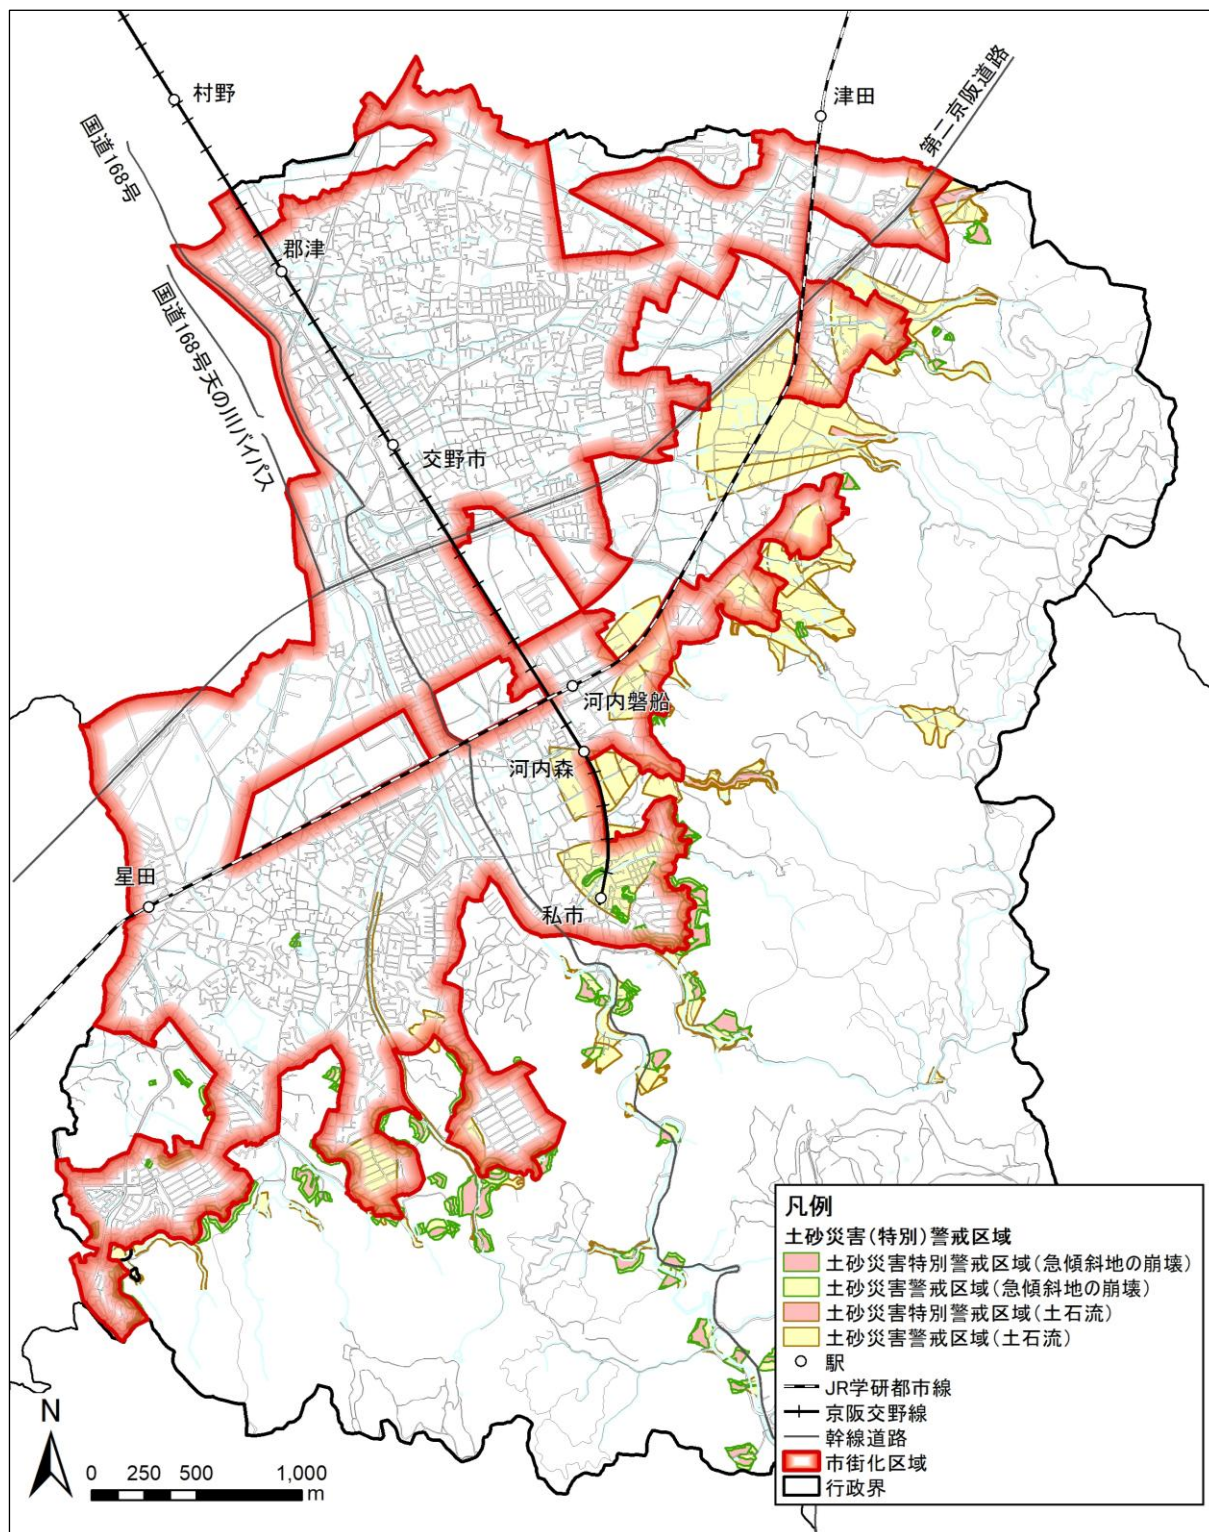 村野
津田
第二京阪道路
国道168号
郡津
国道168号天の川バイパス
交野市
河内磐船
河内森
星田
私市
凡例
土砂災害(特別)警戒区域
土砂災害特別警戒区域(急傾斜地の崩壊)
土砂災害警戒区域(急傾斜地の崩壊)
土砂災害特別警戒区域(土石流)
土砂災害警戒区域(土石流)
駅
JR学研都市線
京阪交野線
幹線道路
市街化区域
行政界
N
0 250 500 1,000
m